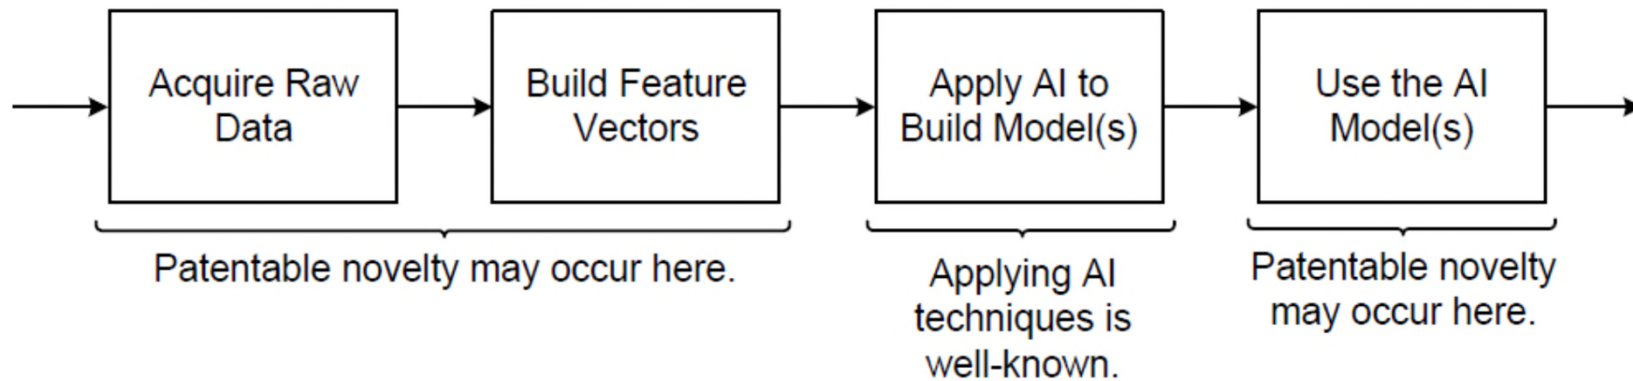 Acquire Raw
Data
Build Feature
Vectors
Apply AI to
Build Model(s)
Use the AI
Model(s)
Patentable novelty may occur here.
Applying AI
techniques is
well-known.
Patentable novelty
may occur here.